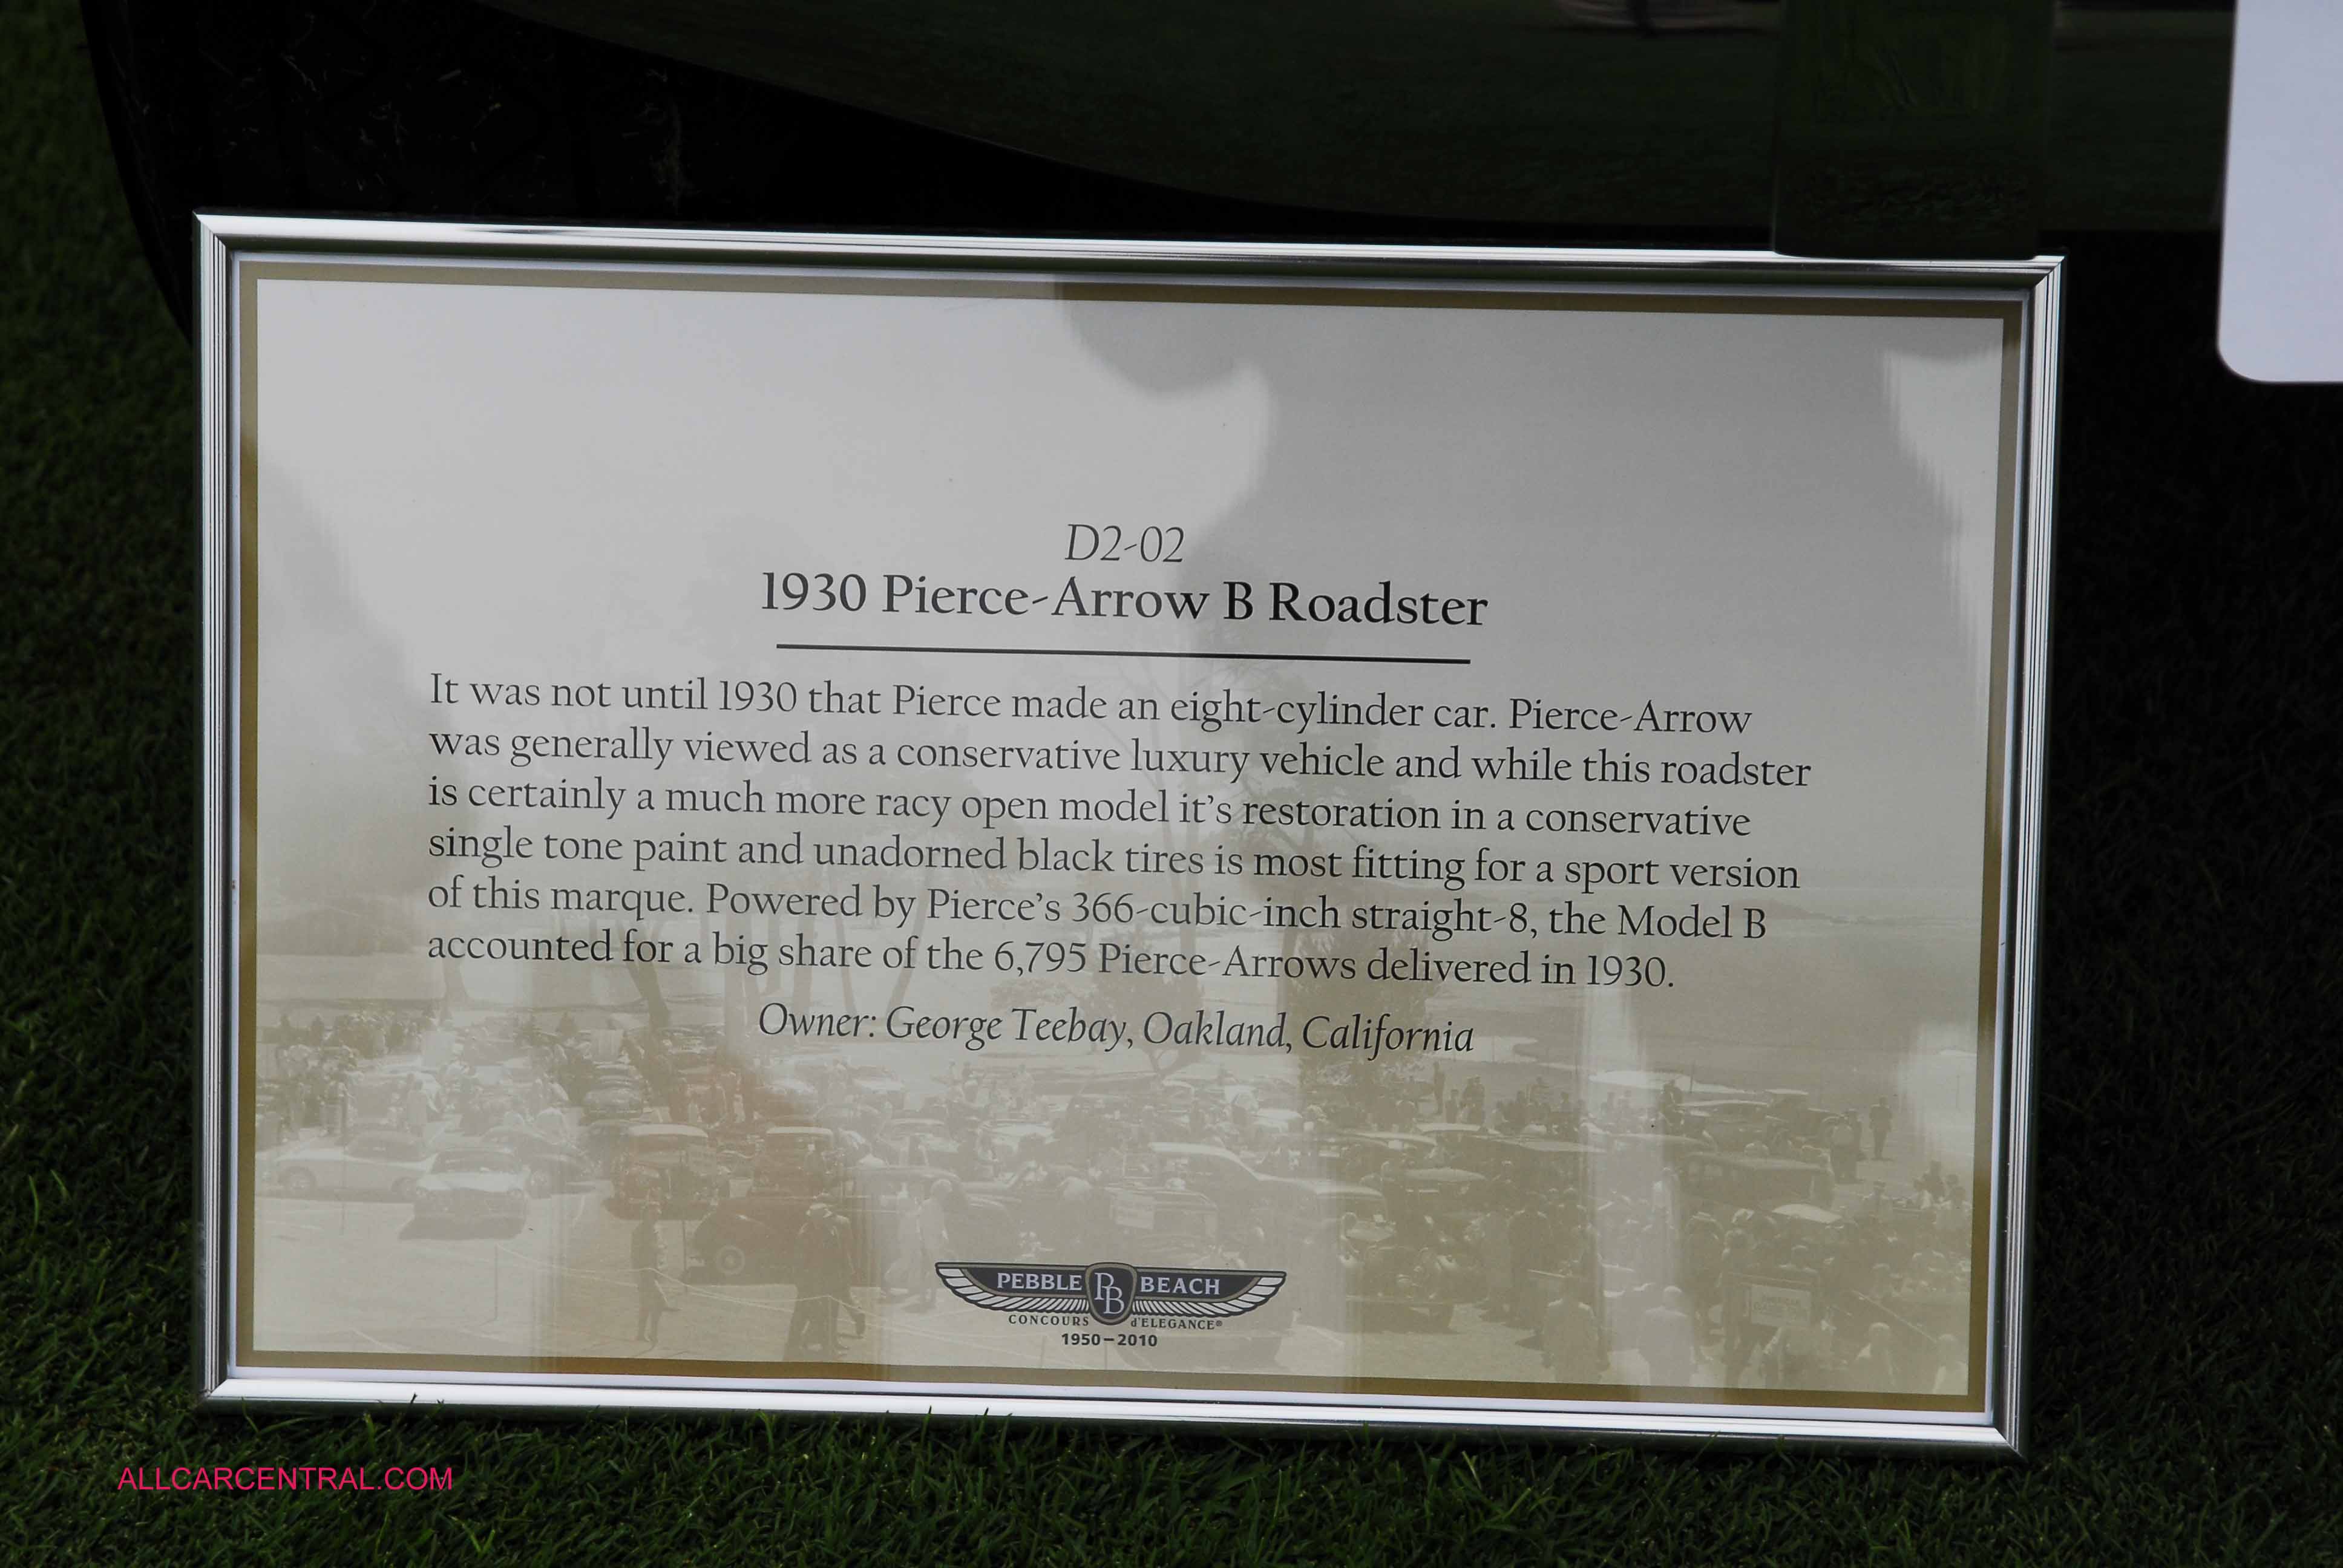 D2-02
1930 Pierce-Arrow B Roadster
It was not until 1930 that Pierce made an eight-cylinder car. Pierce-Arrow
was generally viewed as a conservative luxury vehicle and while this roadster
is certainly a much more racy open model it's restoration in a conservative
single tone paint and unadorned black tires is most fitting for a sport version
of this marque. Powered by Pierce's 366-cubic-inch straight-8, the Model B
accounted for a big share of the 6,795 Pierce-Arrows delivered in 1930.
Owner: George Teebay, Oakland, California
PEBBLE PB BEACH
CONCOURS d'ELEGANCE®
1950–2010
ALLCARCENTRAL.COM